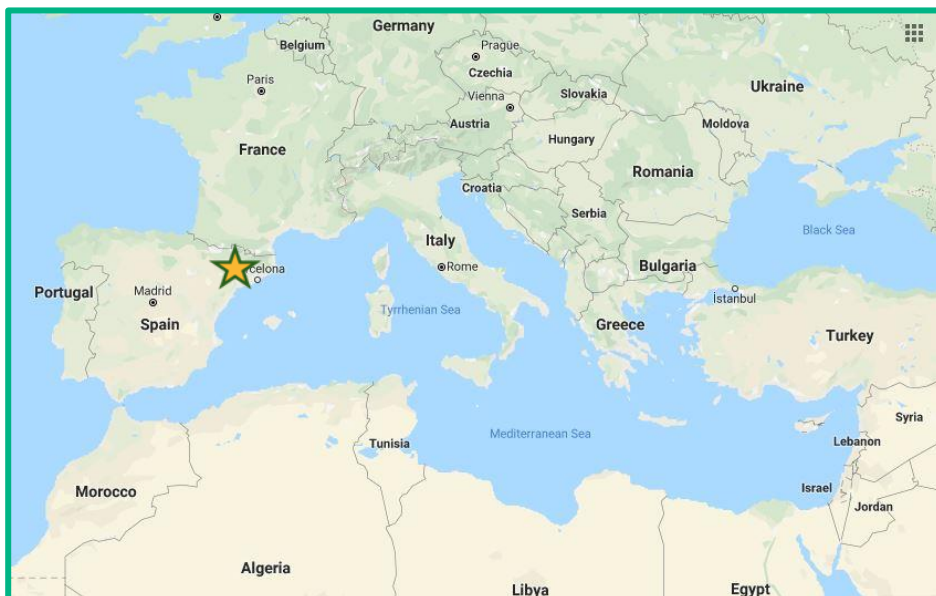 Germany
Belgium
Prague
Czechia
Paris
Ukraine
Vienna
Slovakia
Austria
Moldova
France
Hungary
Romania
Croatia
Serbia
Black Sea
Italy
Rome
celona
Bulgaria
Portugal
Madrid
İstanbul
Tyrrhenian Sea
Spain
Greece
Turkey
Syria
Mediterranean Sea
Tunisia
Lebanon
Morocco
Israel
Jordan
Algeria
Libya
Egypt